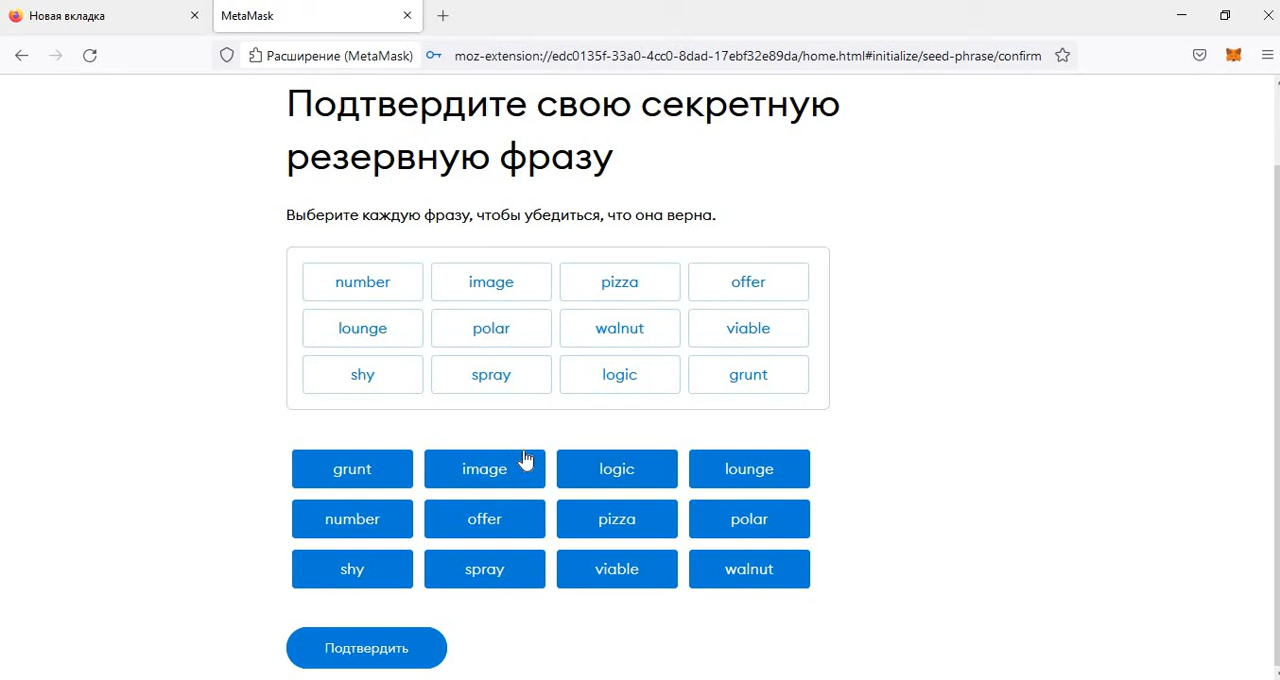 Новая вкладка
MetaMask
Расширение (MetaMask) moz-extension://edc0135f-33a0-4cc0-8dad-17ebf32e89da/home.html#initialize/seed-phrase/confirm
Подтвердите свою секретную
резервную фразу
Выберите каждую фразу, чтобы убедиться, что она верна.
number image pizza offer
lounge polar walnut viable
shy spray logic grunt
grunt image logic lounge
number offer pizza polar
shy spray viable walnut
Подтвердить